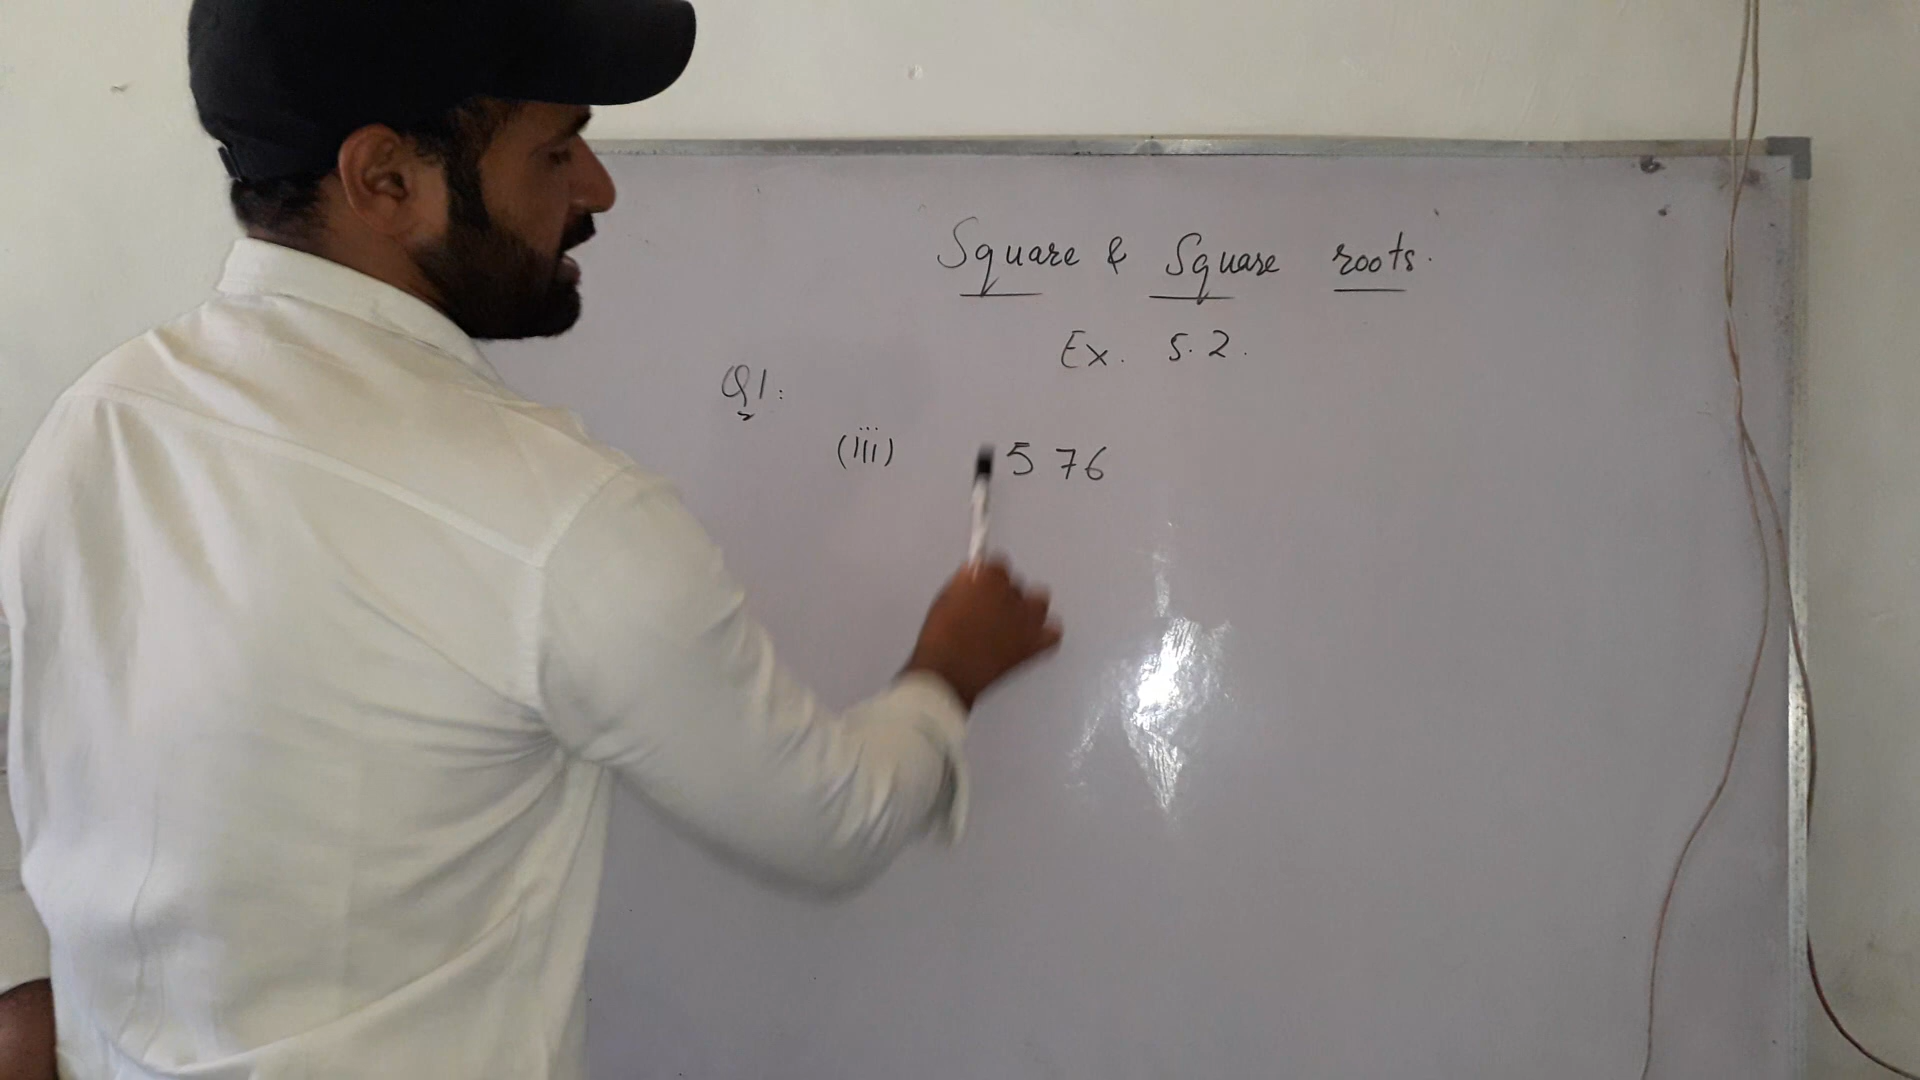 Square & Square roots.
Ex. 5.2.
Q1:
(iii) 576